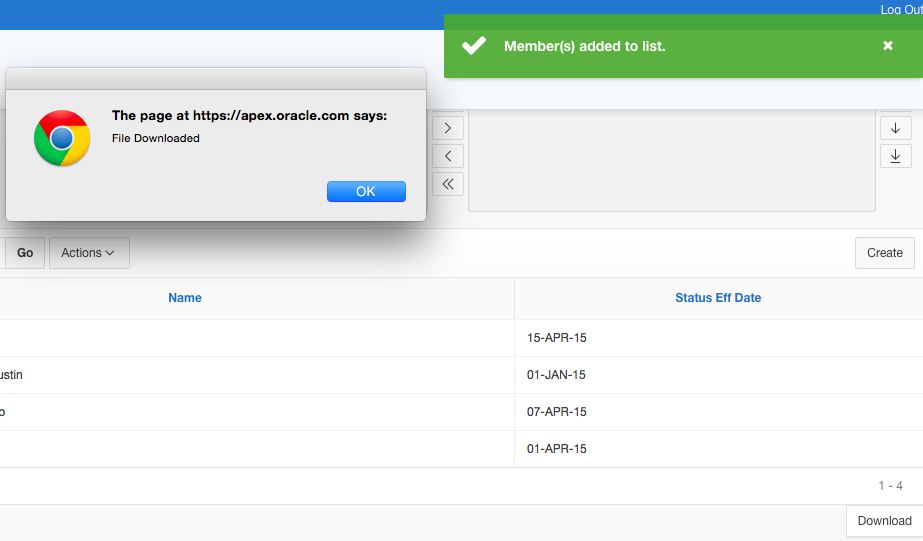 Log Out
Member(s) added to list.
The page at https://apex.oracle.com says:
File Downloaded
OK
Go
Actions
Create
Name
Status Eff Date
15-APR-15
ustin
01-JAN-15
o
07-APR-15
01-APR-15
1 - 4
Download